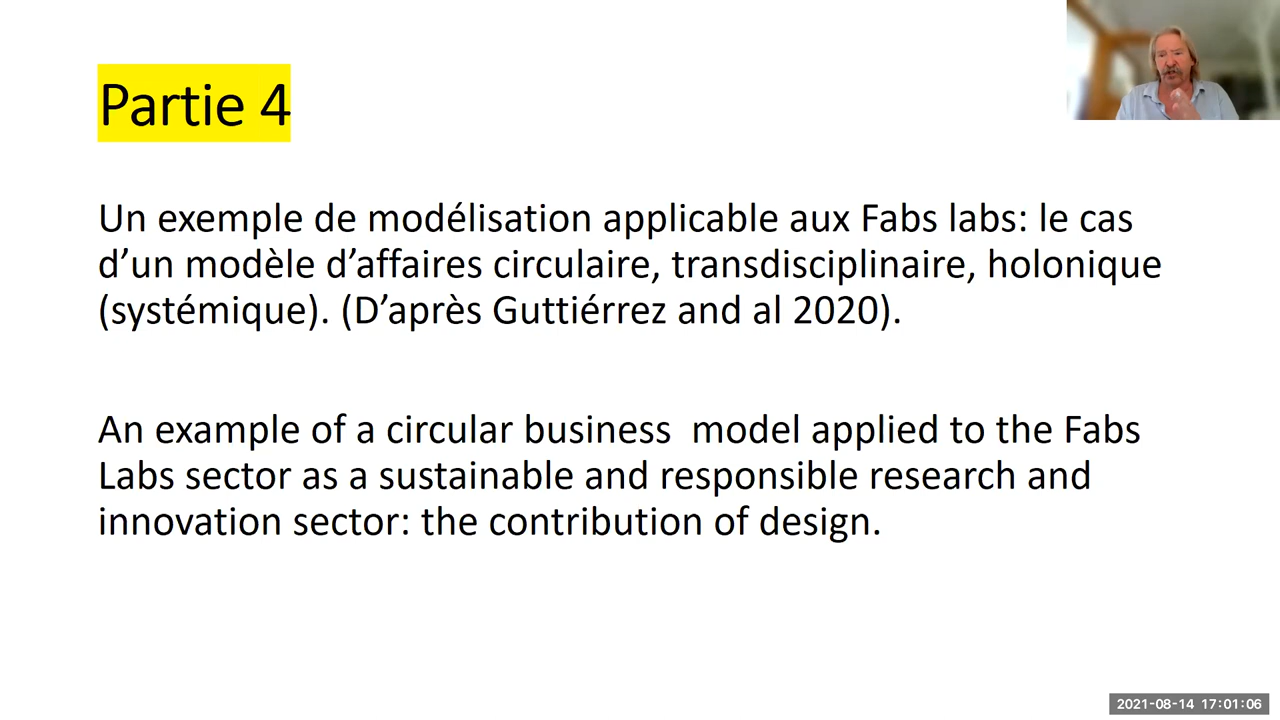 Partie 4
Un exemple de modélisation applicable aux Fabs labs: le cas
d’un modèle d’affaires circulaire, transdisciplinaire, holonique
(systémique). (D’après Guttiérrez and al 2020).
An example of a circular business  model applied to the Fabs
Labs sector as a sustainable and responsible research and
innovation sector: the contribution of design.
2021-08-14 17:01:06